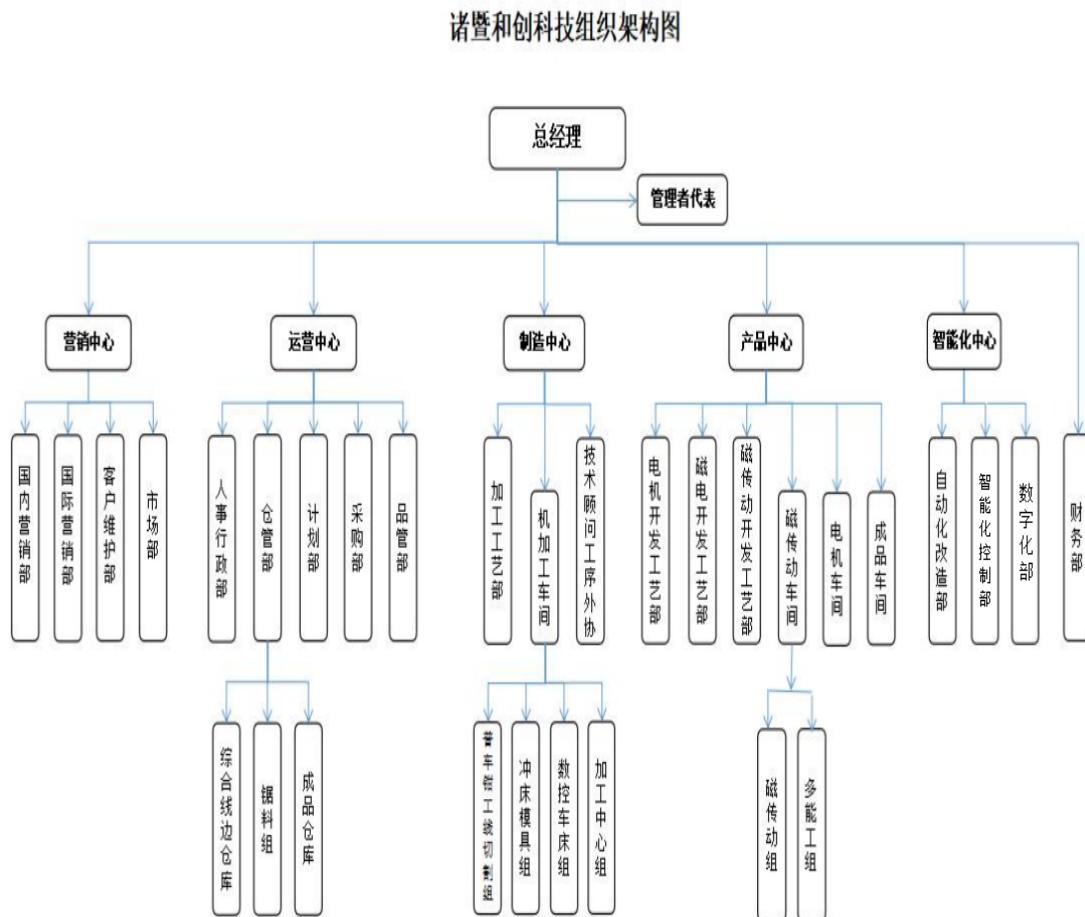 诸暨和创科技组织架构图
总经理
管理者代表
营销中心
运营中心
制造中心
产品中心
智能化中心
国内营销部
国际营销部
客户维护部
市场部
人事行政部
仓管部
计划部
采购部
品管部
加工工艺部
机加工车间
技术顾问工序外协
电机开发工艺部
磁电开发工艺部
磁传动开发工艺部
磁传动车间
电机车间
成品车间
自动化改造部
智能化控制部
数字化部
财务部
综合线边仓库
锯料组
成品仓库
普车钳工线切割组
冲床模具组
数控车床组
加工中心组
磁传动组
多能工组